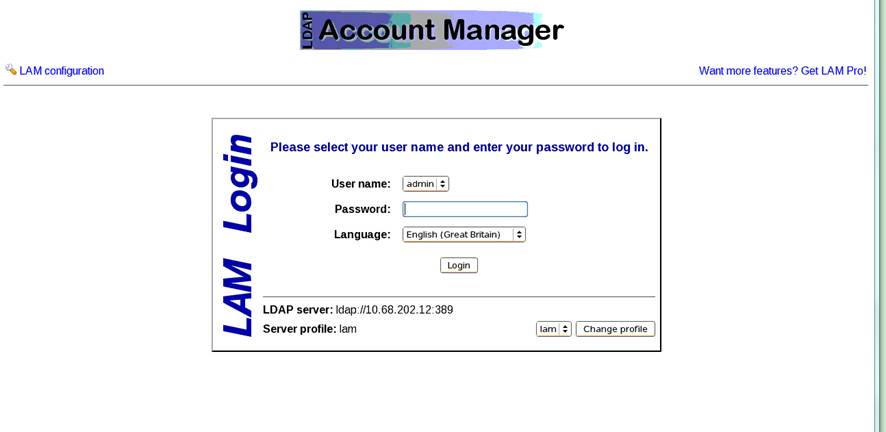 LDAP Account Manager
LAM configuration
Want more features? Get LAM Pro!
LAM Login
Please select your user name and enter your password to log in.
User name: admin
Password:
Language: English (Great Britain)
Login
LDAP server: ldap://10.68.202.12:389
Server profile: lam
lam Change profile